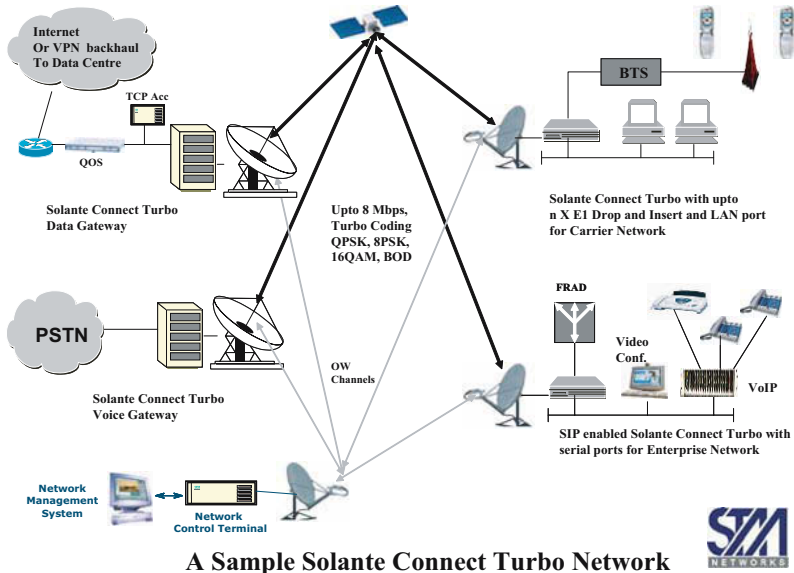 Internet
Or VPN backhaul
To Data Centre
TCP Acc
QOS
Solante Connect Turbo
Data Gateway
BTS
Solante Connect Turbo with upto
n X E1 Drop and Insert and LAN port
for Carrier Network
Upto 8 Mbps,
Turbo Coding
QPSK, 8PSK,
16QAM, BOD
PSTN
Solante Connect Turbo
Voice Gateway
OW
Channels
FRAD
Video
Conf.
VoIP
SIP enabled Solante Connect Turbo with
serial ports for Enterprise Network
Network
Management
System
Network
Control Terminal
STM
NETWORKS
A Sample Solante Connect Turbo Network